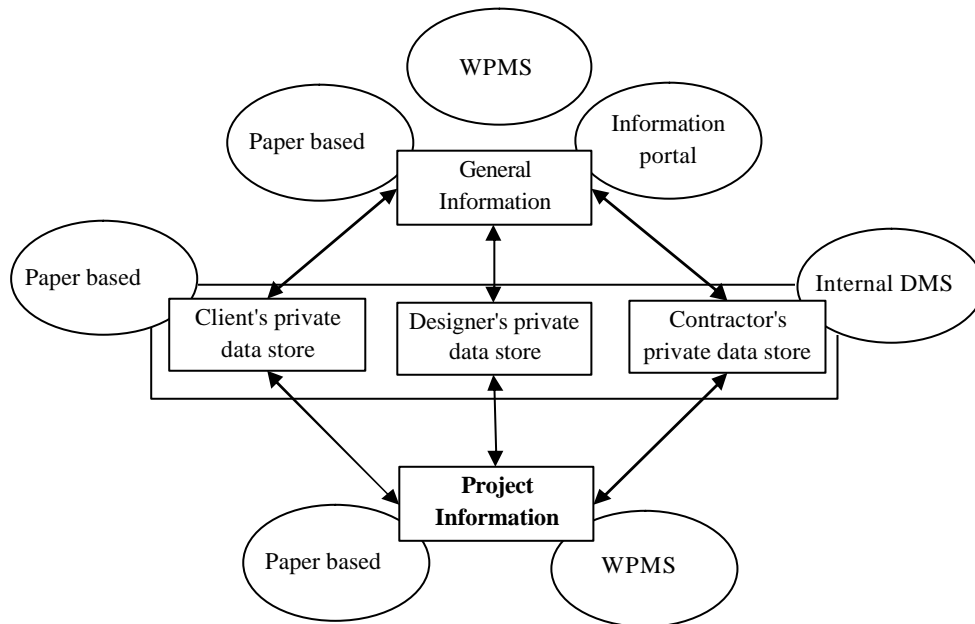 WPMS
Paper based
Information
portal
General
Information
Paper based
Internal DMS
Client's private
data store
Designer's private
data store
Contractor's
private data store
Project
Information
Paper based
WPMS